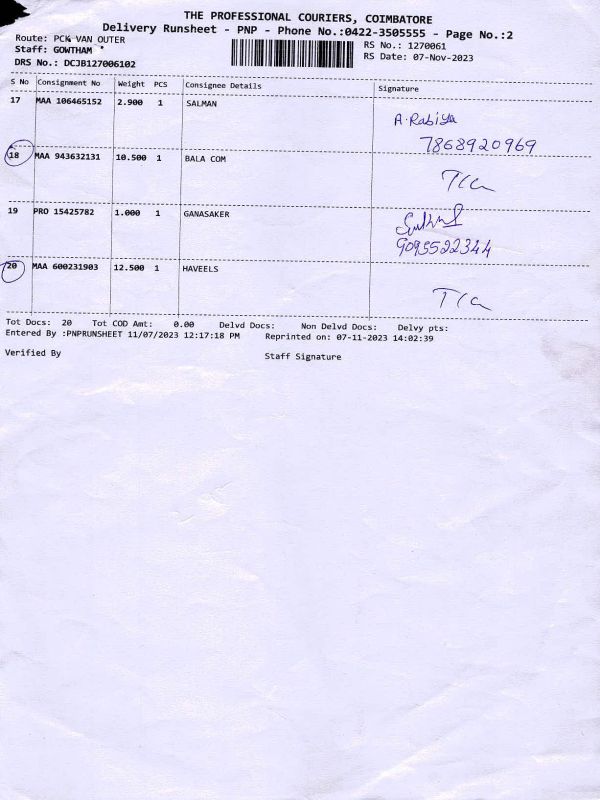 THE PROFESSIONAL COURIERS, COIMBATORE
Delivery Runsheet - PNP - Phone No.:0422-3505555 - Page No.:2
Route: PCK VAN OUTER
RS No.: 1270061
Staff: GOWTHAM
RS Date: 07-Nov-2023
DRS No.: DCJB127006102
S No Consignment No Weight PCS Consignee Details Signature
17 MAA 106465152 2.900 1 SALMAN
A. Rabiya
7868920969
18 MAA 943632131 10.500 1 BALA COM
19 PRO 15425782 1.000 1 GANASAKER
9095522344
20 MAA 600231903 12.500 1 HAVEELS
Tot Docs: 20 Tot COD Amt: 0.00 Delvd Docs: Non Delvd Docs: Delvy pts:
Entered By :PNPRUNSHEET 11/07/2023 12:17:18 PM Reprinted on: 07-11-2023 14:02:39
Verified By Staff Signature